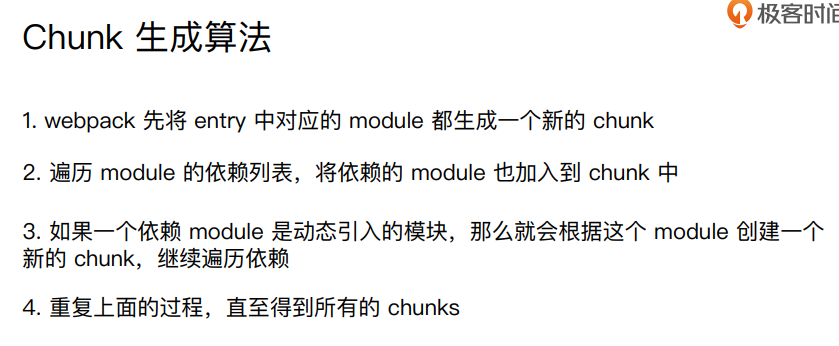 极客时间
Chunk 生成算法
1. webpack 先将 entry 中对应的 module 都生成一个新的 chunk
2. 遍历 module 的依赖列表，将依赖的 module 也加入到 chunk 中
3. 如果一个依赖 module 是动态引入的模块，那么就会根据这个 module 创建一个
新的 chunk，继续遍历依赖
4. 重复上面的过程，直至得到所有的 chunks